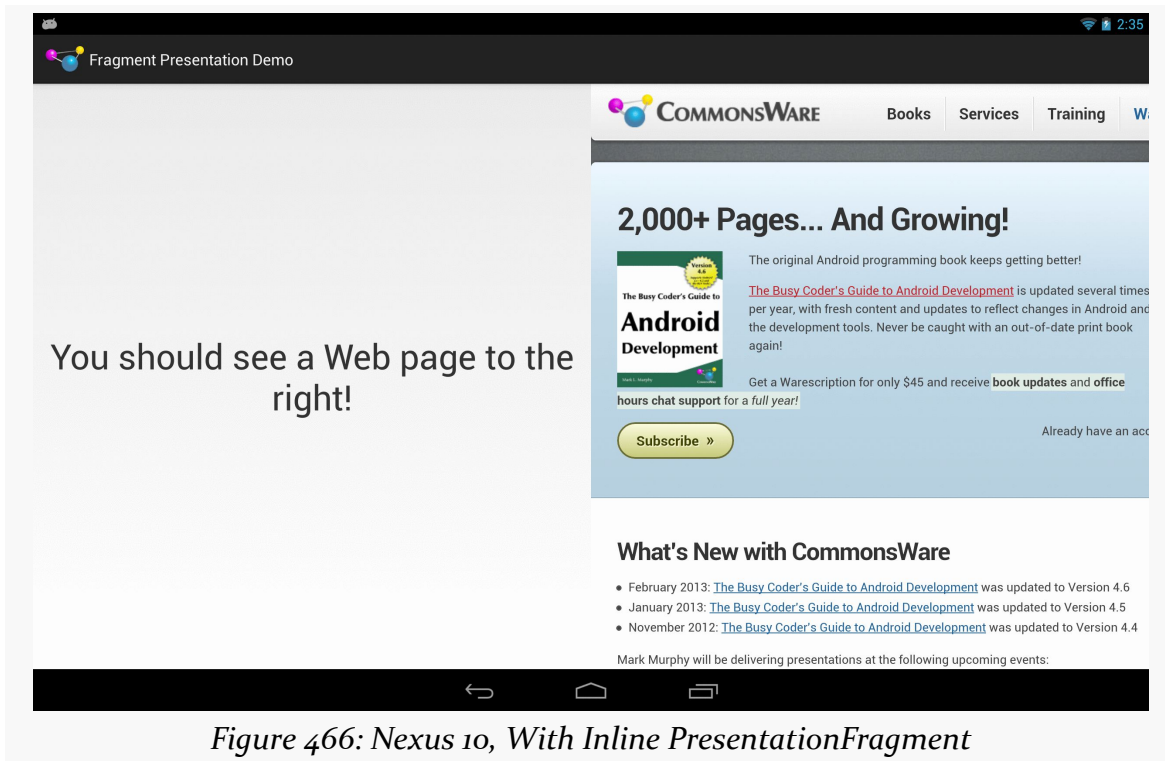 2:35
Fragment Presentation Demo
You should see a Web page to the
right!
COMMONSWARE
Books Services Training Wa
2,000+ Pages... And Growing!
Version
4.6
The Busy Coder's Guide to
Android
Development
Mark L. Murphy
CommonsWare
The original Android programming book keeps getting better!
The Busy Coder's Guide to Android Development is updated several times
per year, with fresh content and updates to reflect changes in Android and
the development tools. Never be caught with an out-of-date print book
again!
Get a Warescription for only $45 and receive book updates and office
hours chat support for a full year!
Subscribe »
Already have an acc
What's New with CommonsWare
• February 2013: The Busy Coder's Guide to Android Development was updated to Version 4.6
• January 2013: The Busy Coder's Guide to Android Development was updated to Version 4.5
• November 2012: The Busy Coder's Guide to Android Development was updated to Version 4.4
Mark Murphy will be delivering presentations at the following upcoming events:
Figure 466: Nexus 10, With Inline PresentationFragment